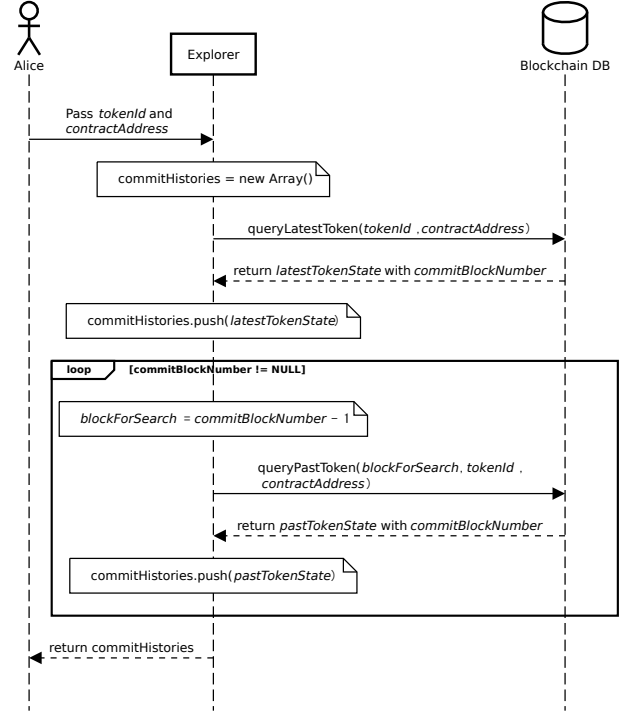 Alice
Explorer
Blockchain DB
Pass tokenId and
contractAddress
commitHistories = new Array()
queryLatestToken(tokenId , contractAddress)
return latestTokenState with commitBlockNumber
commitHistories.push(latestTokenState)
loop [commitBlockNumber != NULL]
blockForSearch = commitBlockNumber − 1
queryPastToken(blockForSearch, tokenId ,
contractAddress)
return pastTokenState with commitBlockNumber
commitHistories.push(pastTokenState)
return commitHistories